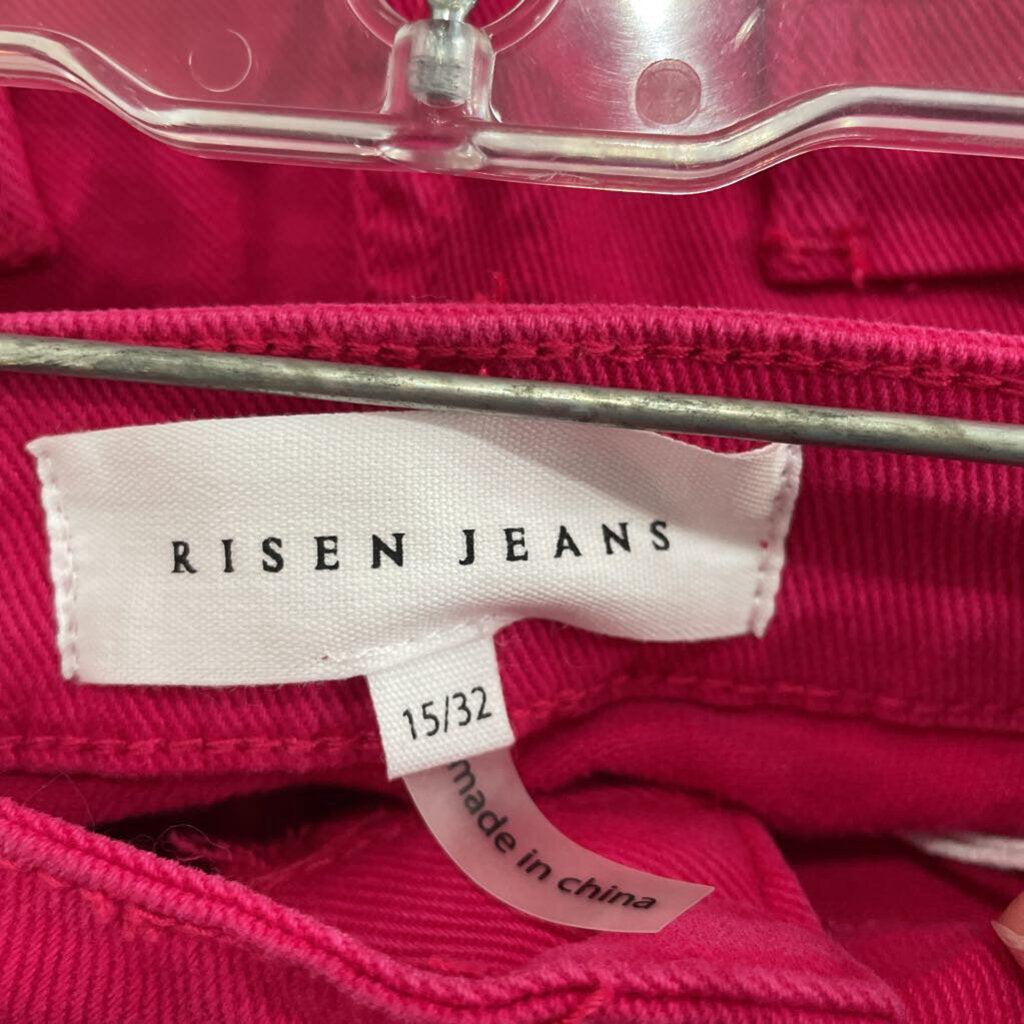 RISEN JEANS
15/32
made in china